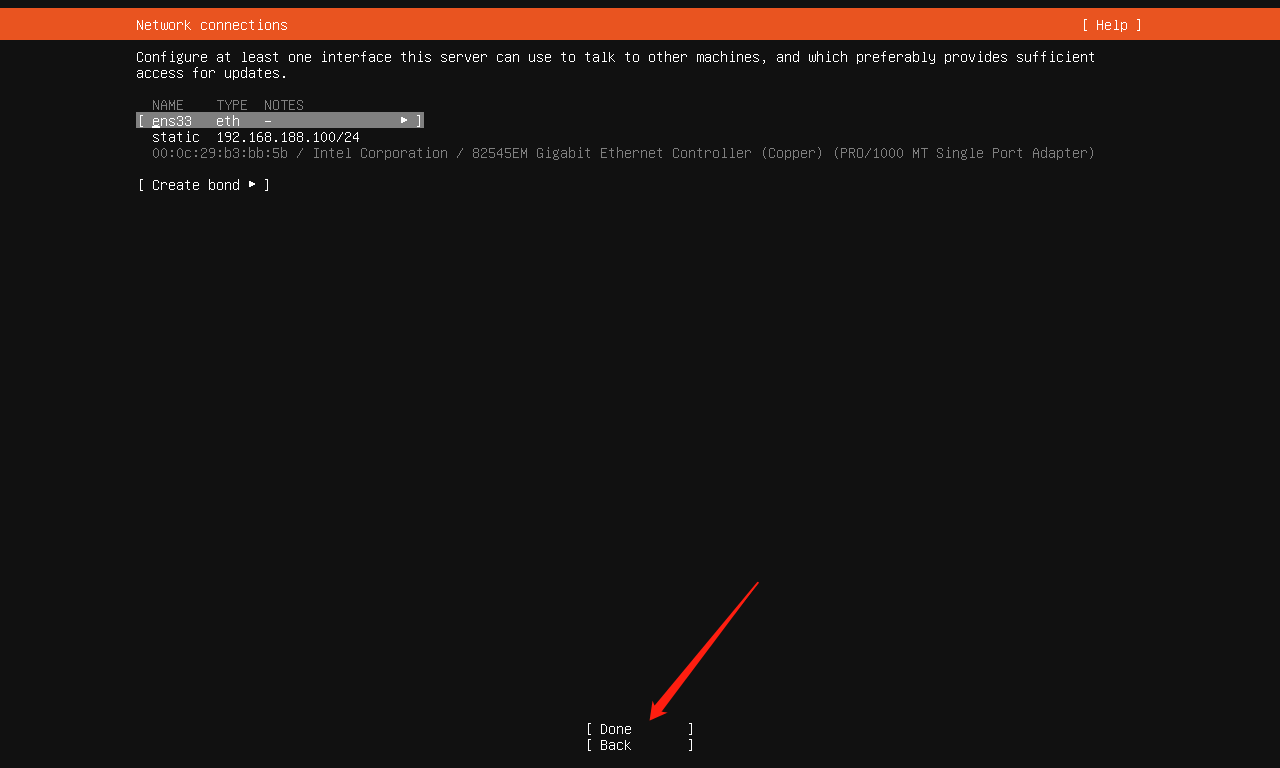 Network connections [ Help ]
Configure at least one interface this server can use to talk to other machines, and which preferably provides sufficient
access for updates.
NAME TYPE NOTES
[ ens33 eth – ▸ ]
static 192.168.188.100/24
00:0c:29:b3:bb:5b / Intel Corporation / 82545EM Gigabit Ethernet Controller (Copper) (PRO/1000 MT Single Port Adapter)
[ Create bond ▸ ]
[ Done ]
[ Back ]